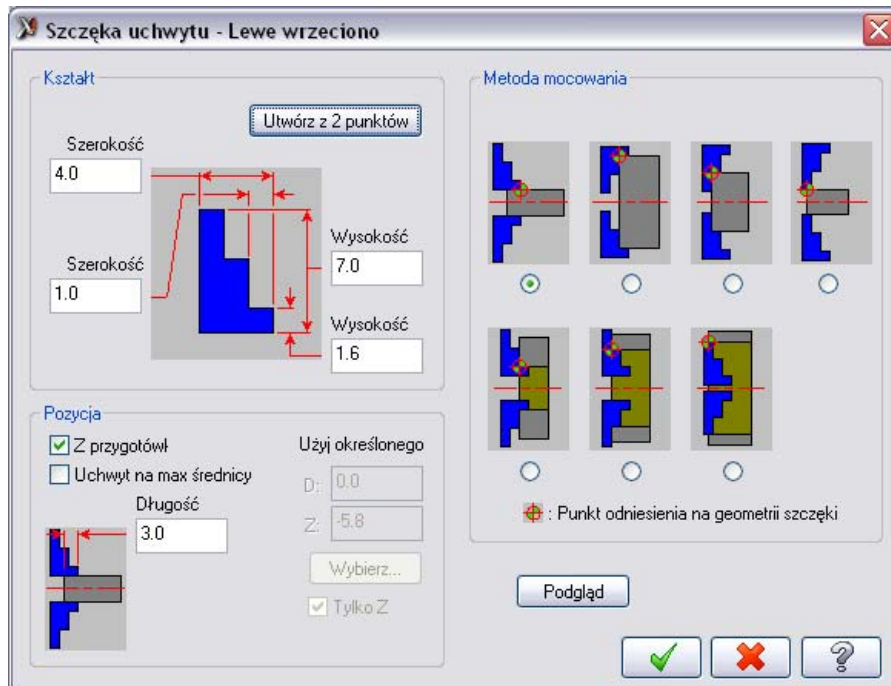 Szczęka uchwytu - Lewe wrzeciono
Kształt
Utwórz z 2 punktów
Szerokość
4.0
Szerokość
1.0
Wysokość
7.0
Wysokość
1.6
Pozycja
Z przygotówł
Uchwyt na max średnicy
Długość
3.0
Użyj określonego
D: 0.0
Z: -5.8
Wybierz...
Tylko Z
Metoda mocowania
: Punkt odniesienia na geometrii szczęki
Podgląd